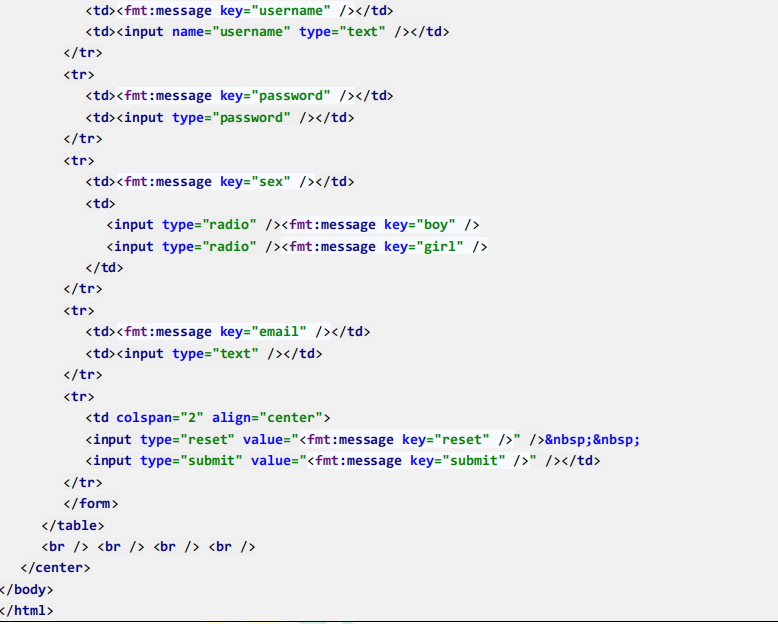 <td><fmt:message key="username" /></td>
<td><input name="username" type="text" /></td>
</tr>
<tr>
<td><fmt:message key="password" /></td>
<td><input type="password" /></td>
</tr>
<tr>
<td><fmt:message key="sex" /></td>
<td>
<input type="radio" /><fmt:message key="boy" />
<input type="radio" /><fmt:message key="girl" />
</td>
</tr>
<tr>
<td><fmt:message key="email" /></td>
<td><input type="text" /></td>
</tr>
<tr>
<td colspan="2" align="center">
<input type="reset" value="<fmt:message key="reset" />" />&nbsp;&nbsp;
<input type="submit" value="<fmt:message key="submit" />" /></td>
</tr>
</form>
</table>
<br /> <br /> <br /> <br />
</center>
</body>
</html>